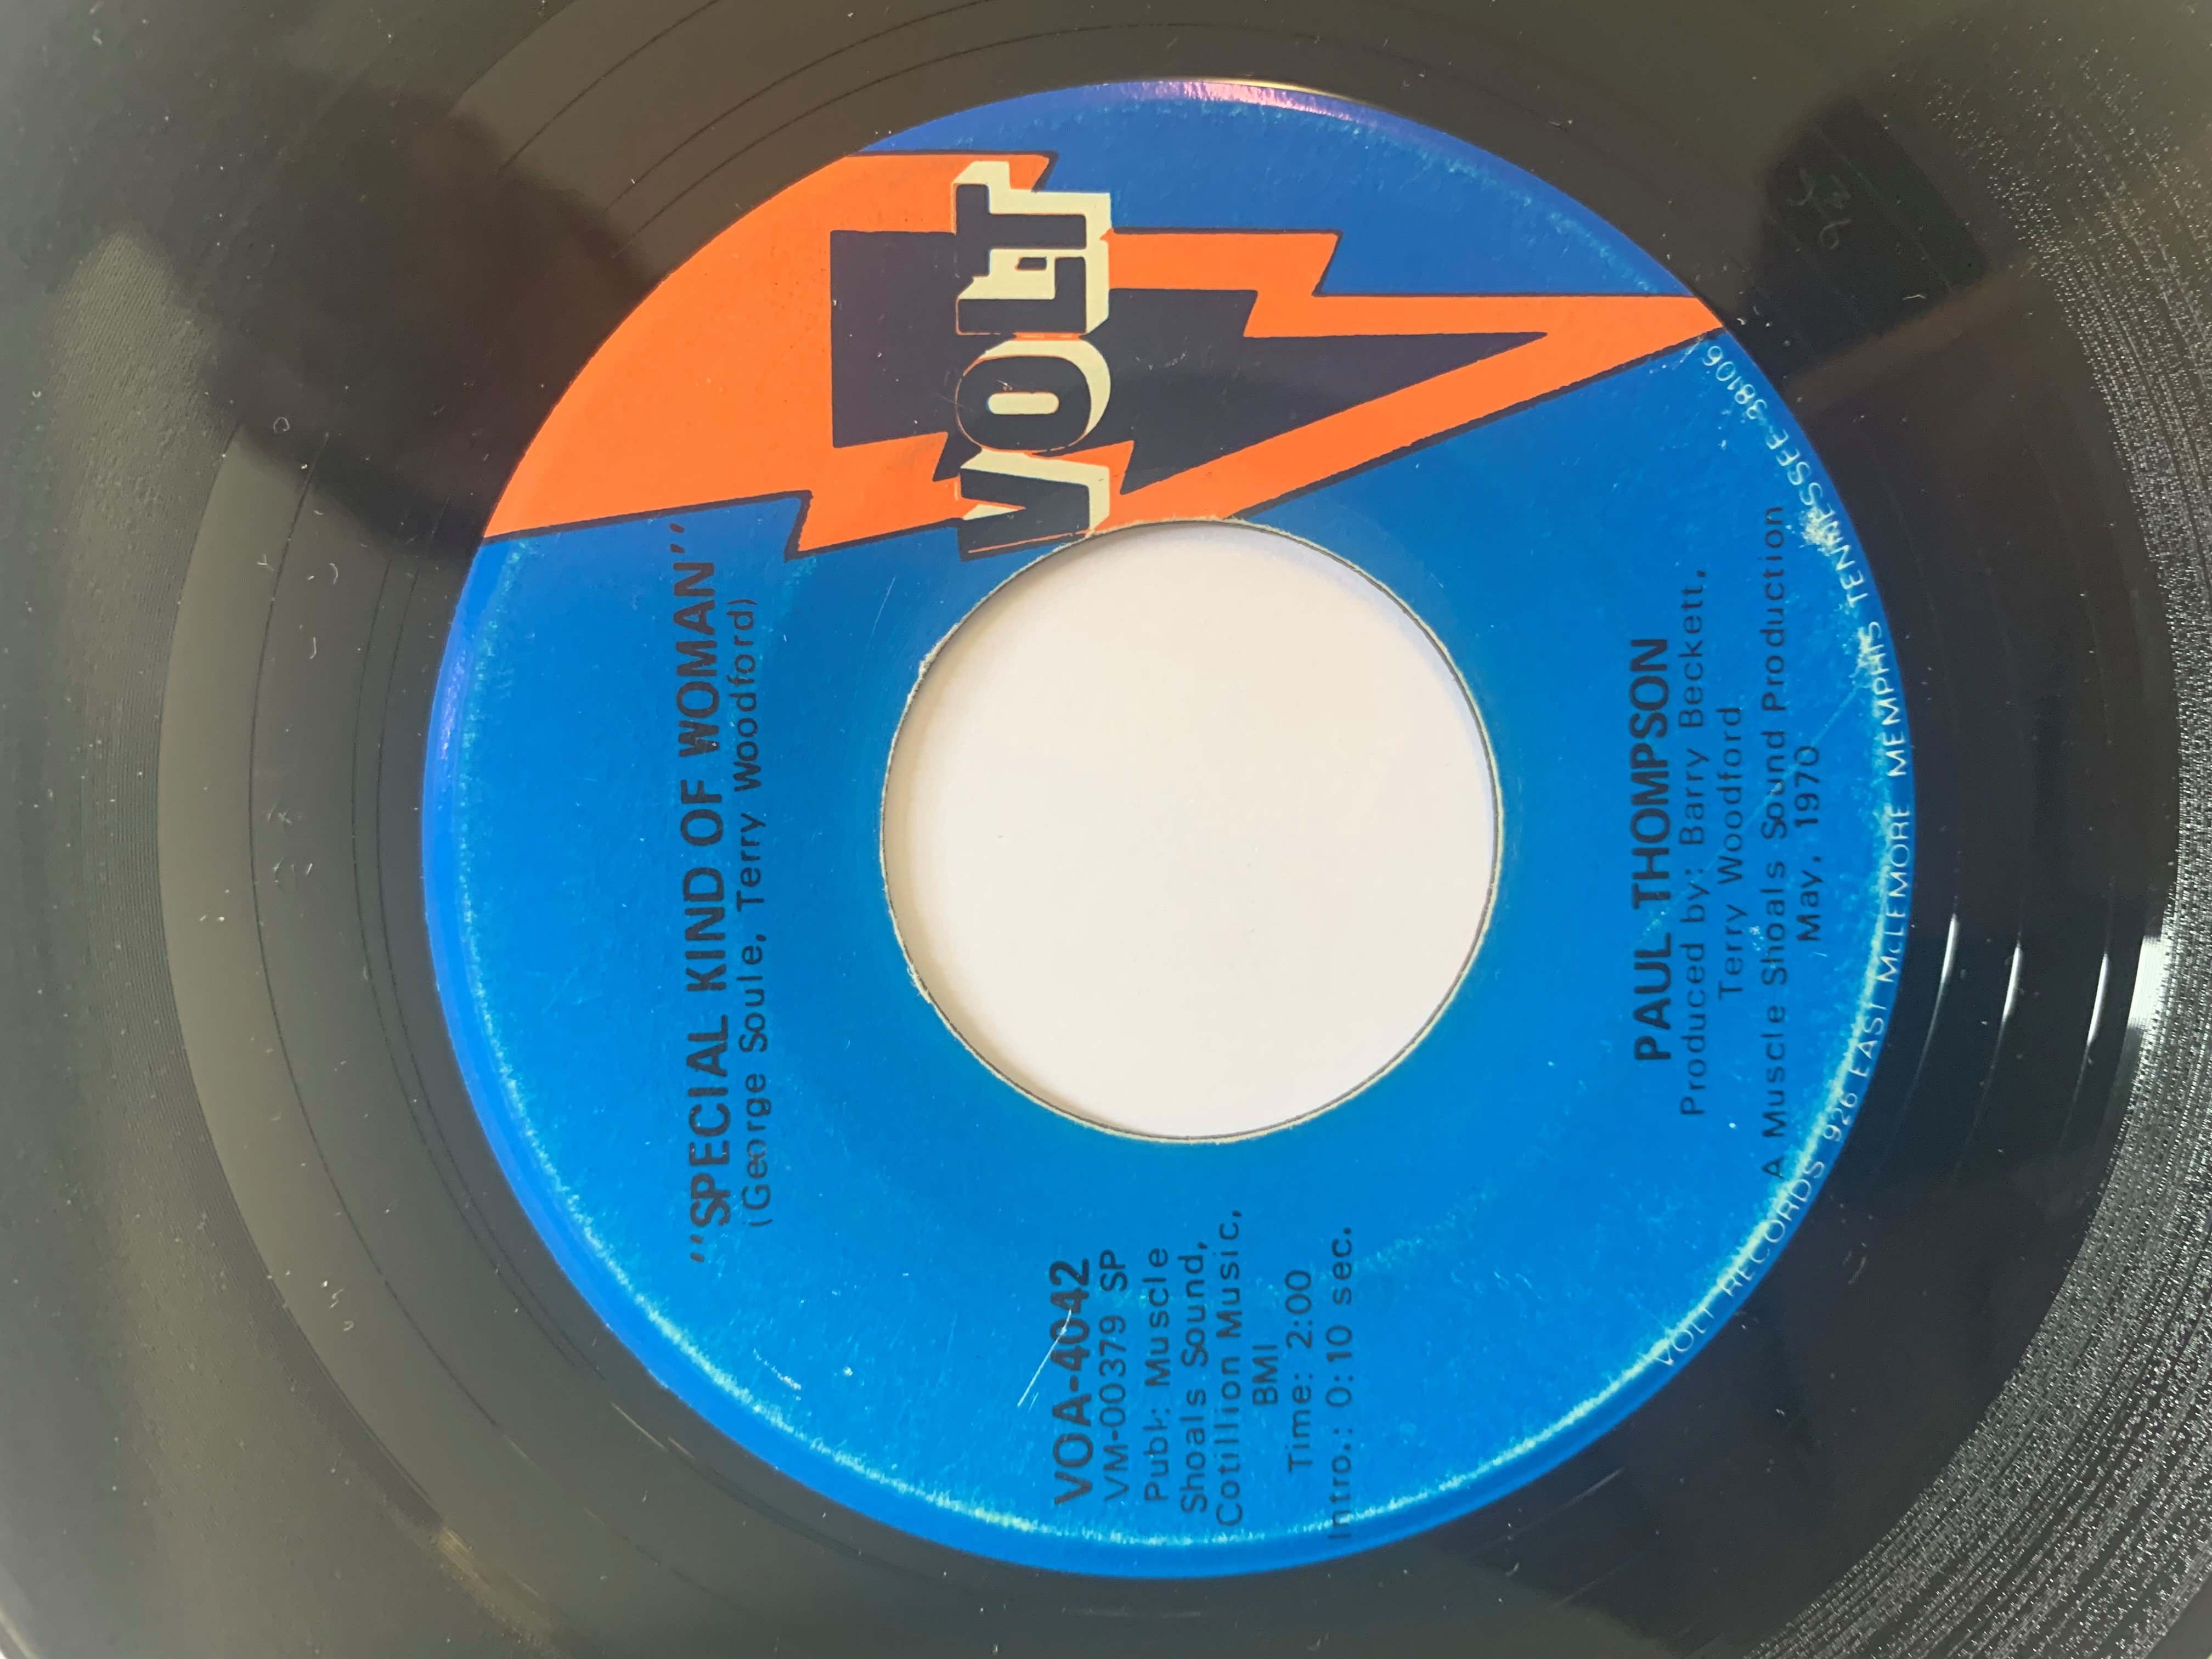 VOLT
"SPECIAL KIND OF WOMAN"
(George Soule, Terry Woodford)
VOA-4042
VM-00379 SP
Publ: Muscle
Shoals Sound,
Cotillion Music,
BMI
Time: 2:00
Intro.: 0:10 sec.
PAUL THOMPSON
Produced by: Barry Beckett,
Terry Woodford
A Muscle Shoals Sound Production
May, 1970
VOLT RECORDS 926 EAST McLEMORE MEMPHIS TENNESSEE 38106